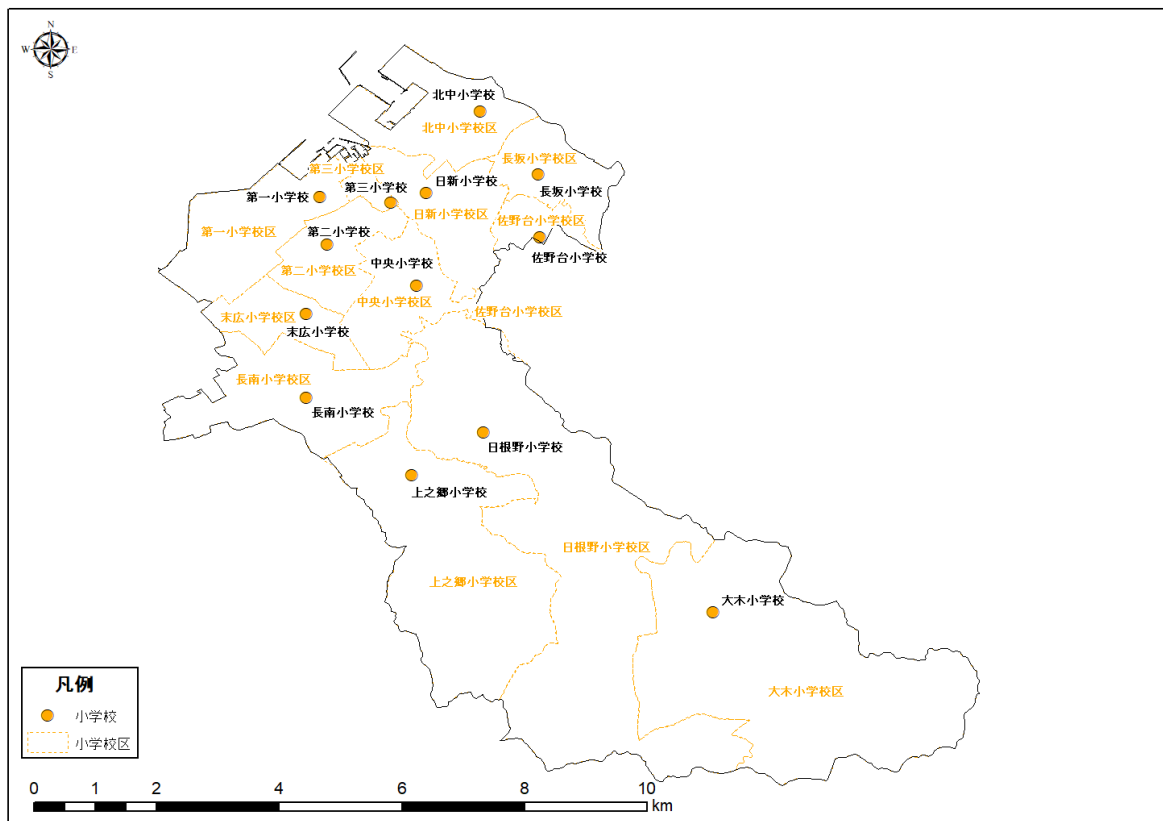 N
W
E
S
北中小学校
北中小学校区
長坂小学校区
第三小学校区
日新小学校
長坂小学校
第三小学校
第一小学校
日新小学校区
佐野台小学校区
第一小学校区
第二小学校
佐野台小学校
中央小学校
第二小学校区
中央小学校区
佐野台小学校区
末広小学校区
末広小学校
長南小学校区
長南小学校
日根野小学校
上之郷小学校
日根野小学校区
上之郷小学校区
大木小学校
大木小学校区
凡例
小学校
小学校区
0 1 2 4 6 8 10
km